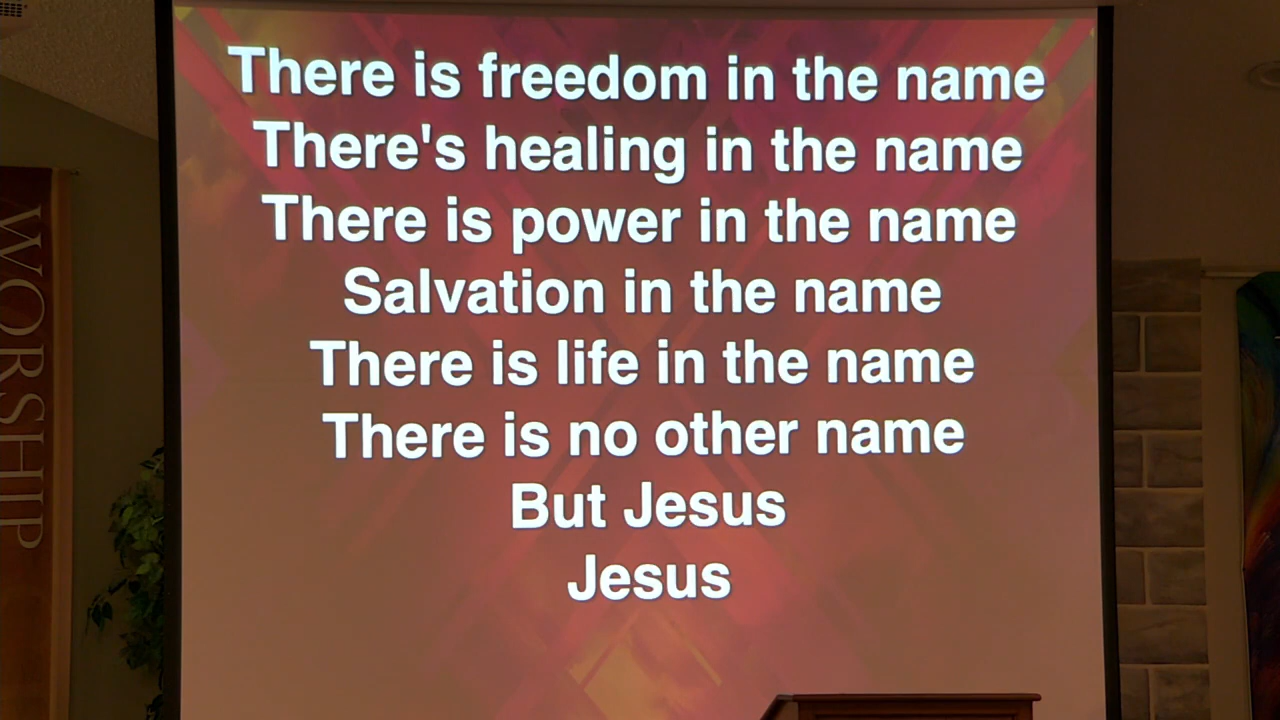 There is freedom in the name
There's healing in the name
There is power in the name
Salvation in the name
There is life in the name
There is no other name
But Jesus
Jesus
WORSHIP